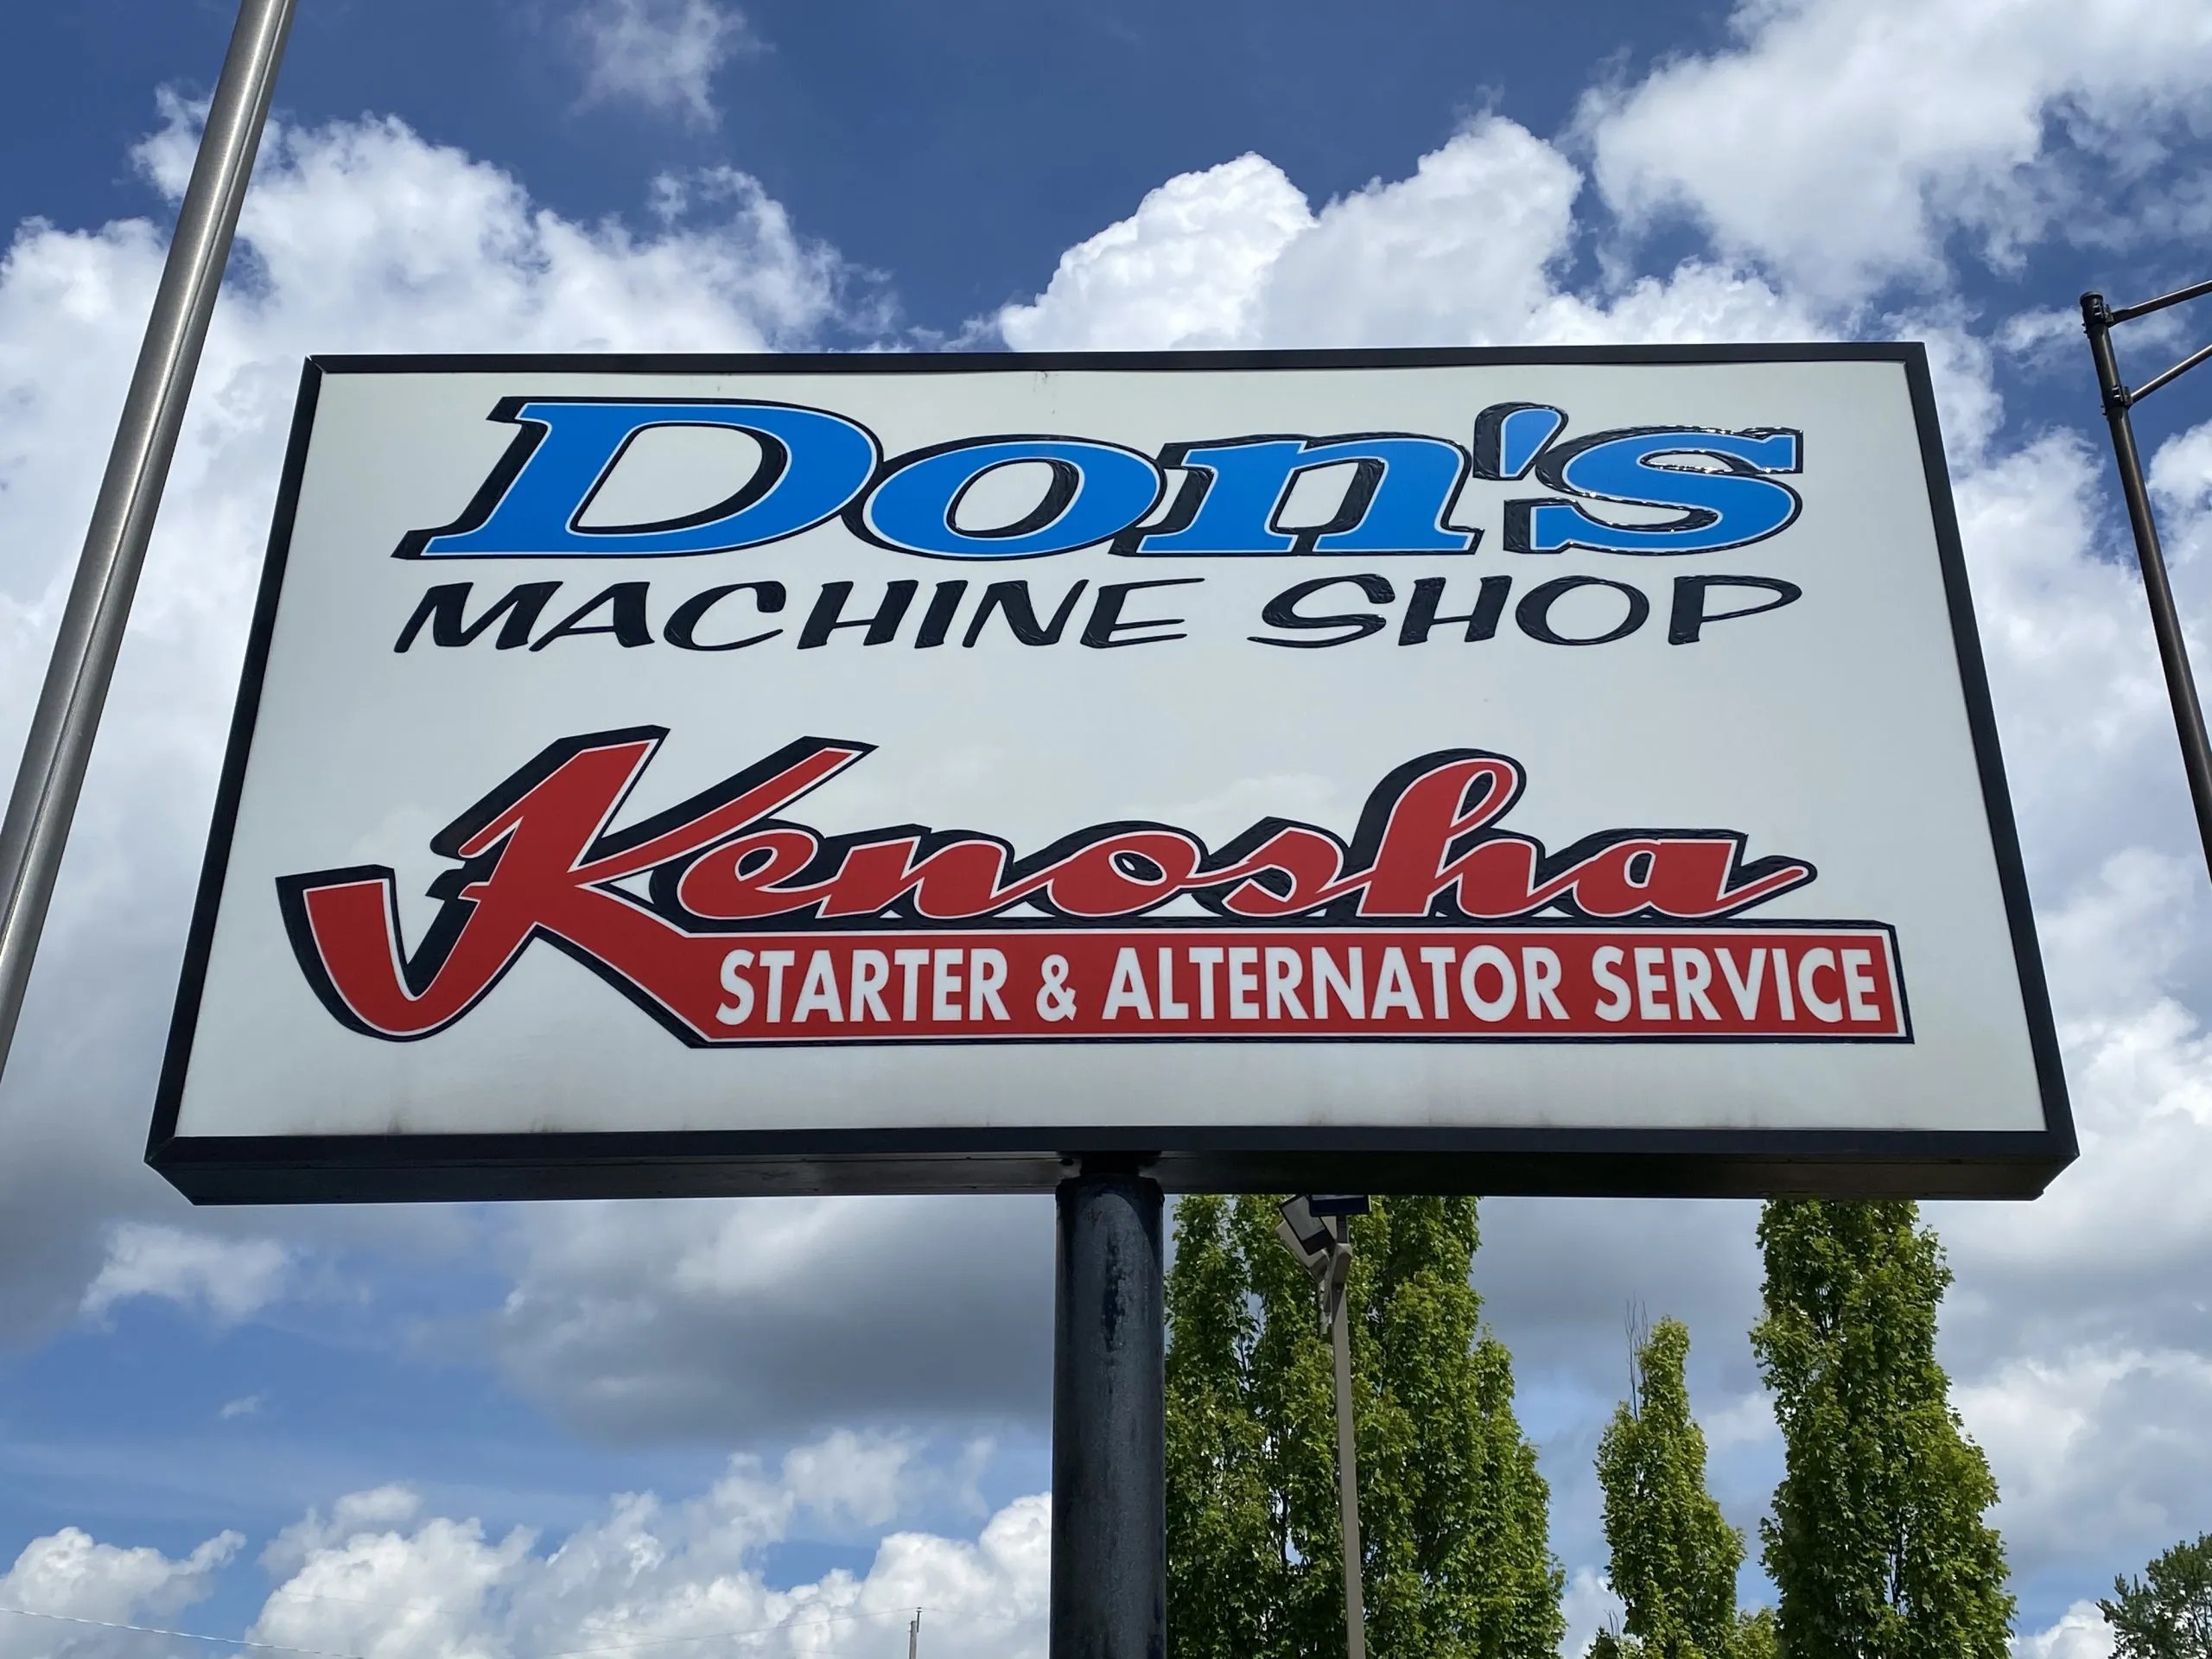 Don's
MACHINE SHOP
Kenosha
STARTER & ALTERNATOR SERVICE